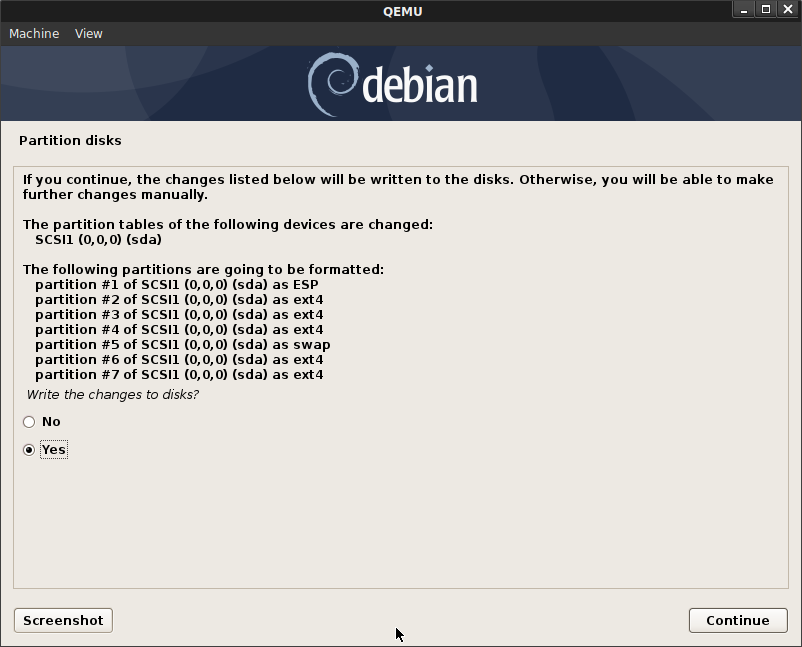 QEMU
Machine View
debian
Partition disks
If you continue, the changes listed below will be written to the disks. Otherwise, you will be able to make
further changes manually.
The partition tables of the following devices are changed:
SCSI1 (0,0,0) (sda)
The following partitions are going to be formatted:
partition #1 of SCSI1 (0,0,0) (sda) as ESP
partition #2 of SCSI1 (0,0,0) (sda) as ext4
partition #3 of SCSI1 (0,0,0) (sda) as ext4
partition #4 of SCSI1 (0,0,0) (sda) as ext4
partition #5 of SCSI1 (0,0,0) (sda) as swap
partition #6 of SCSI1 (0,0,0) (sda) as ext4
partition #7 of SCSI1 (0,0,0) (sda) as ext4
Write the changes to disks?
No
Yes
Screenshot Continue